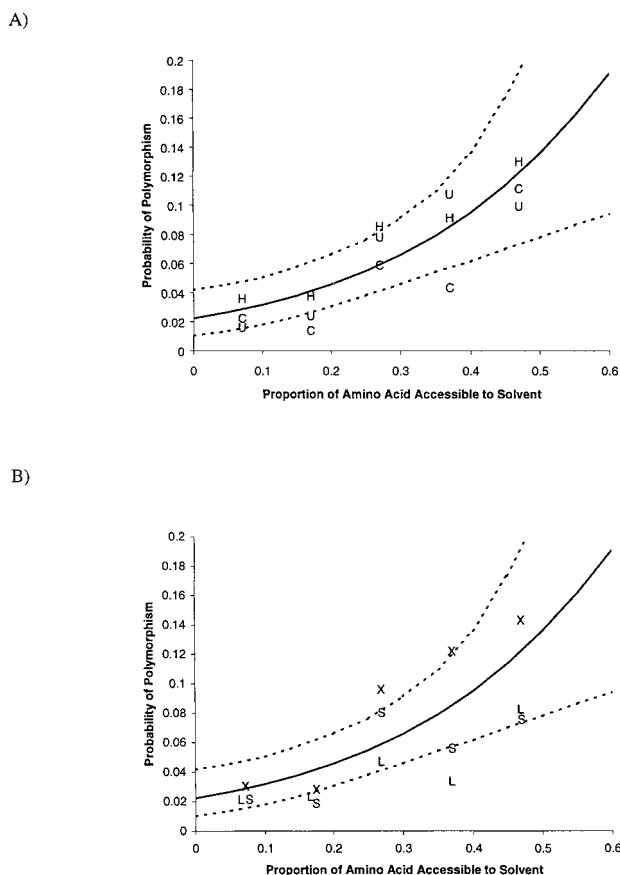 A)
Probability of Polymorphism
0.2
0.18
0.16
0.14
0.12
0.1
0.08
0.06
0.04
0.02
0
H
U
C
H
U
C
H
U
C
U
H
C
H
C
U
0 0.1 0.2 0.3 0.4 0.5 0.6
Proportion of Amino Acid Accessible to Solvent
B)
Probability of Polymorphism
0.2
0.18
0.16
0.14
0.12
0.1
0.08
0.06
0.04
0.02
0
X
L S
X
L
S
X
S
L
X
S
L
X
L
S
0 0.1 0.2 0.3 0.4 0.5 0.6
Proportion of Amino Acid Accessible to Solvent